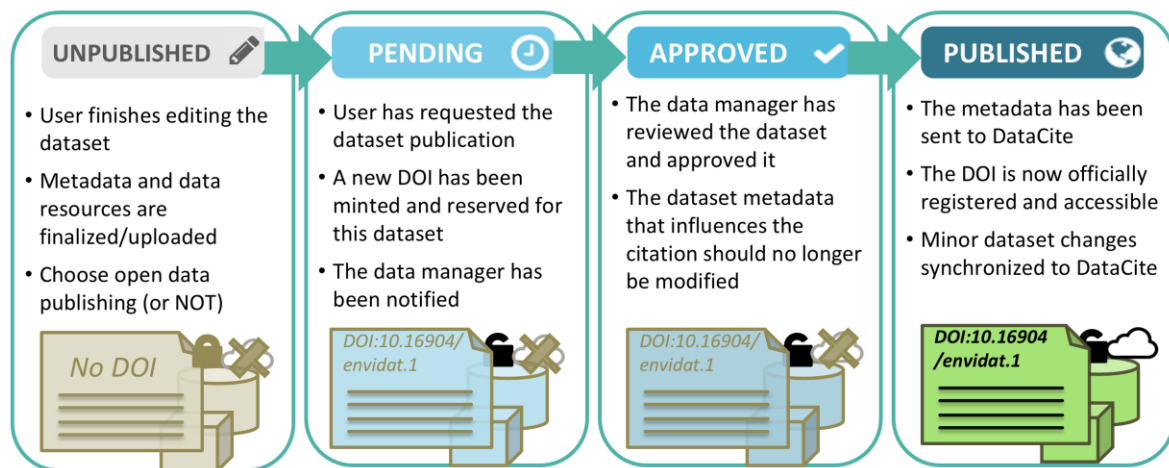 UNPUBLISHED
• User finishes editing the
dataset
• Metadata and data
resources are
finalized/uploaded
• Choose open data
publishing (or NOT)
No DOI
PENDING
• User has requested the
dataset publication
• A new DOI has been
minted and reserved for
this dataset
• The data manager has
been notified
DOI:10.16904/
envidat.1
APPROVED
• The data manager has
reviewed the dataset
and approved it
• The dataset metadata
that influences the
citation should no longer
be modified
DOI:10.16904/
envidat.1
PUBLISHED
• The metadata has been
sent to DataCite
• The DOI is now officially
registered and accessible
• Minor dataset changes
synchronized to DataCite
DOI:10.16904
/envidat.1